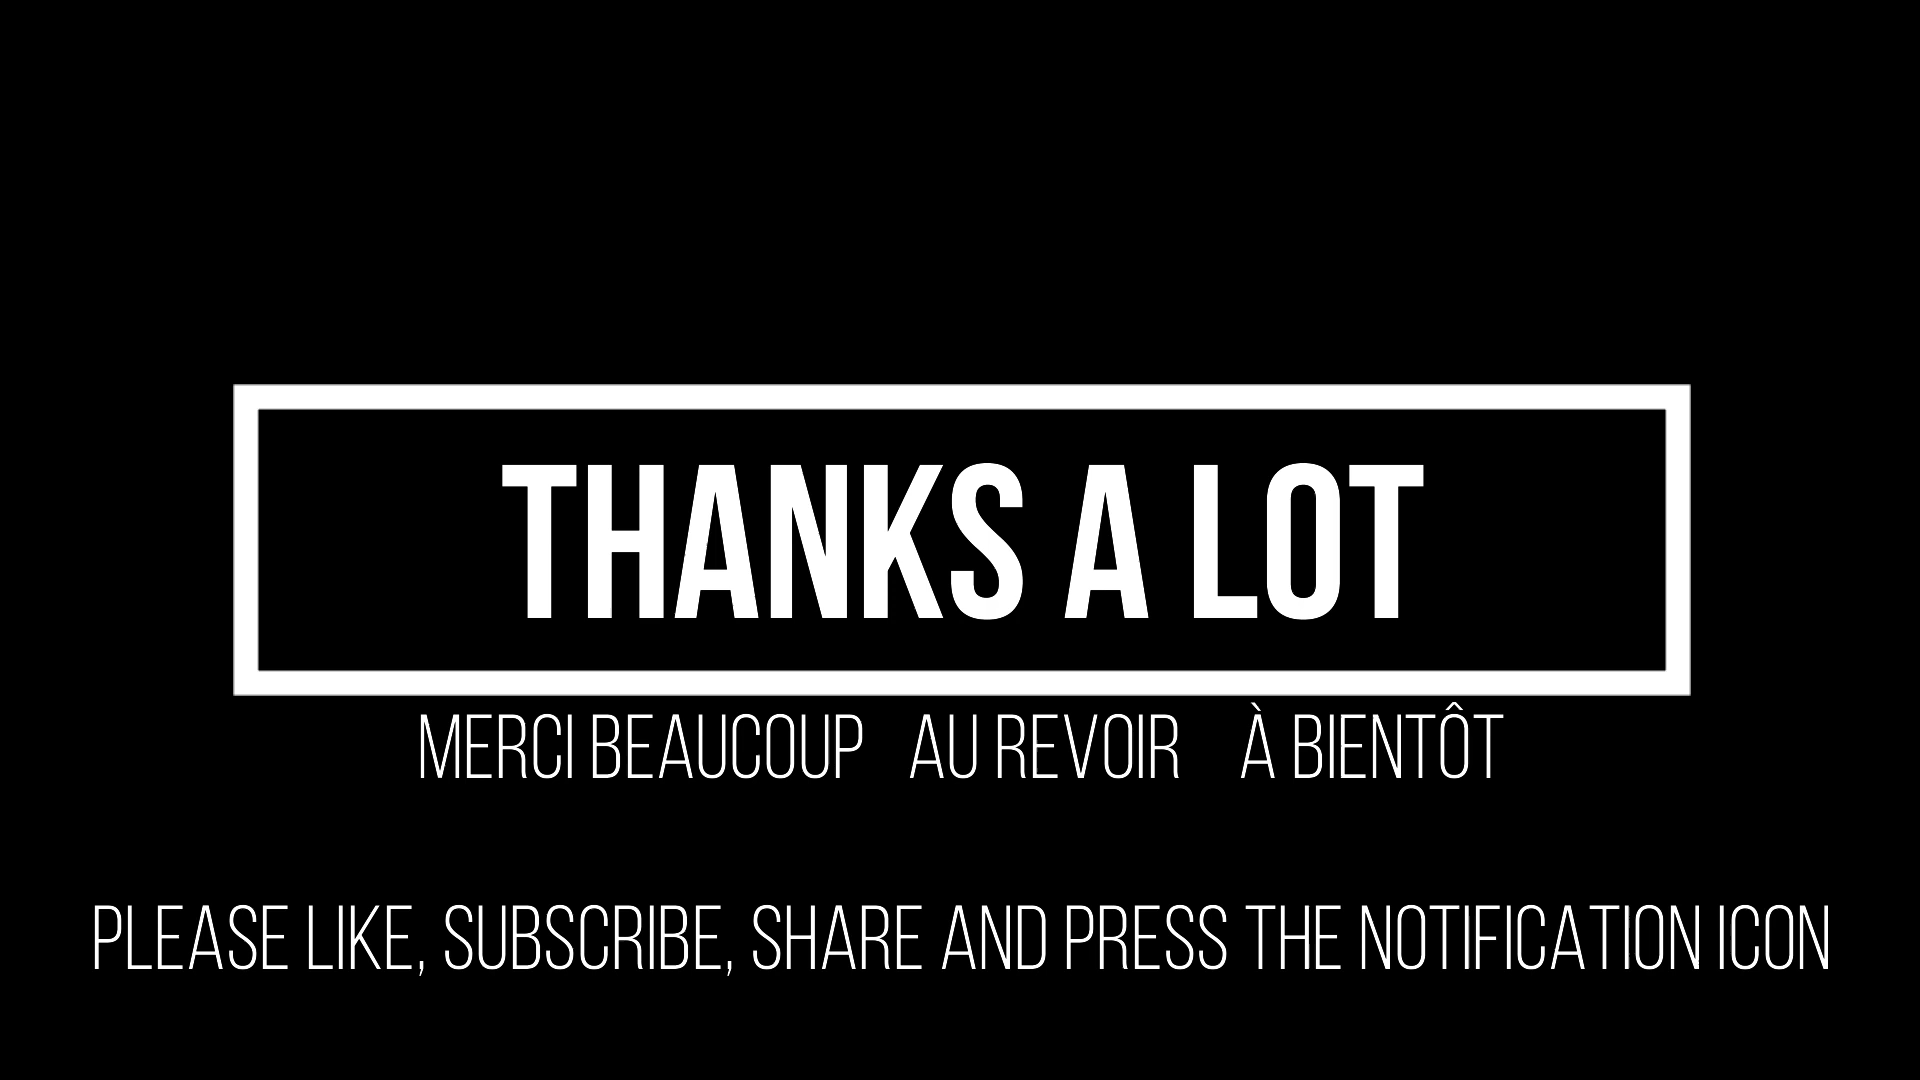 THANKS A LOT
MERCI BEAUCOUP AU REVOIR À BIENTÔT
PLEASE LIKE, SUBSCRIBE, SHARE AND PRESS THE NOTIFICATION ICON